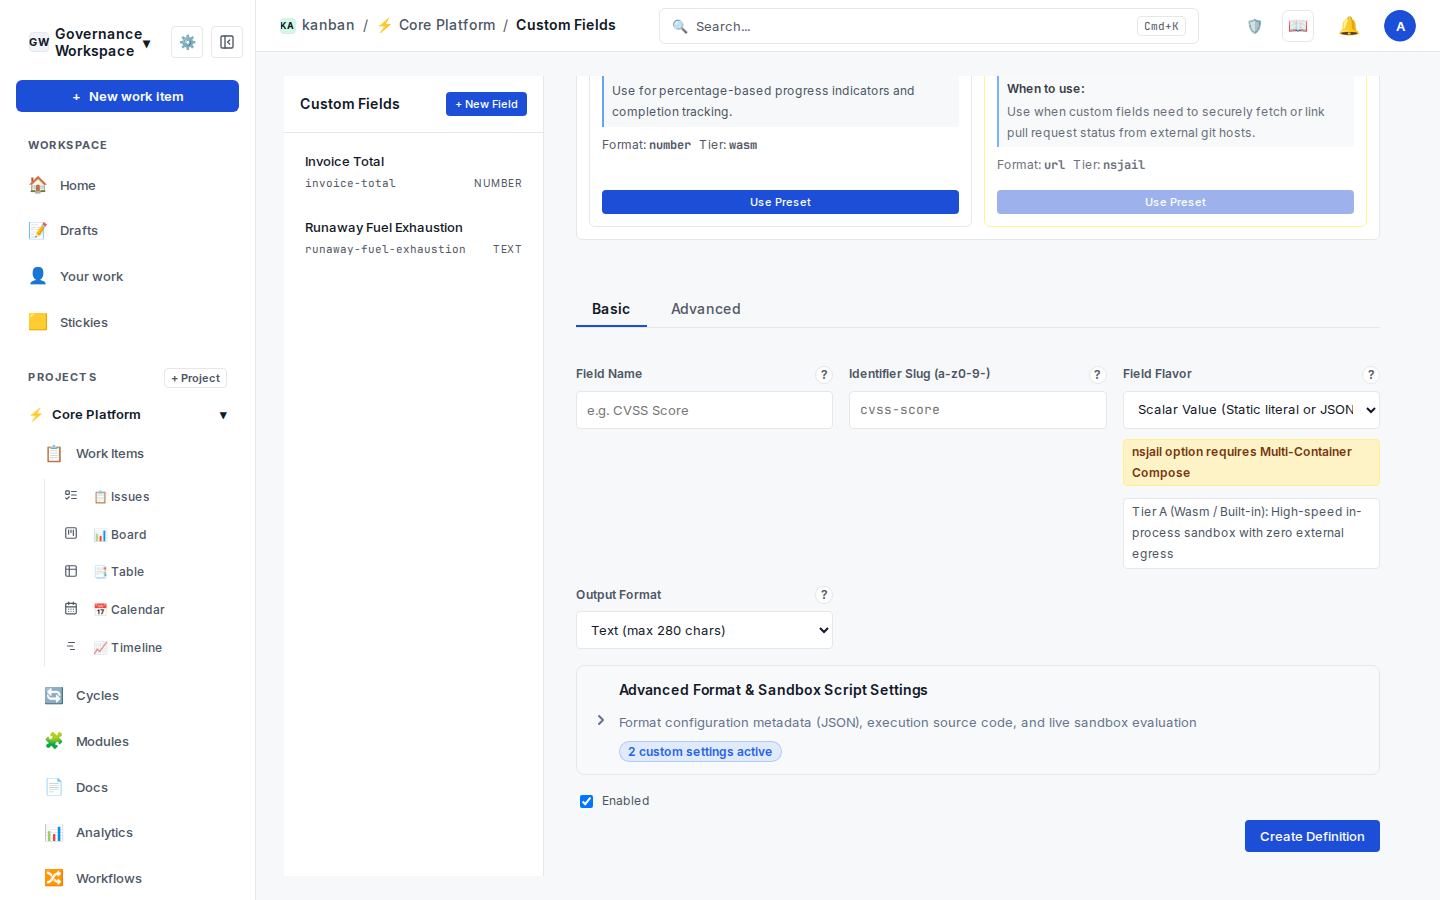 GW Governance Workspace ▾
+ New work item
WORKSPACE
Home
Drafts
Your work
Stickies
PROJECTS
+ Project
Core Platform ▾
Work Items
Issues
Board
Table
Calendar
Timeline
Cycles
Modules
Docs
Analytics
Workflows
KA kanban / Core Platform / Custom Fields
Search...
Cmd+K
A
Custom Fields
+ New Field
Invoice Total
invoice-total NUMBER
Runaway Fuel Exhaustion
runaway-fuel-exhaustion TEXT
Use for percentage-based progress indicators and
completion tracking.
Format: number Tier: wasm
Use Preset
When to use:
Use when custom fields need to securely fetch or link
pull request status from external git hosts.
Format: url Tier: nsjail
Use Preset
Basic Advanced
Field Name ?
e.g. CVSS Score
Identifier Slug (a-z0-9-) ?
cvss-score
Field Flavor ?
Scalar Value (Static literal or JSON
nsjail option requires Multi-Container
Compose
Tier A (Wasm / Built-in): High-speed in-
process sandbox with zero external
egress
Output Format ?
Text (max 280 chars)
Advanced Format & Sandbox Script Settings
Format configuration metadata (JSON), execution source code, and live sandbox evaluation
2 custom settings active
Enabled
Create Definition